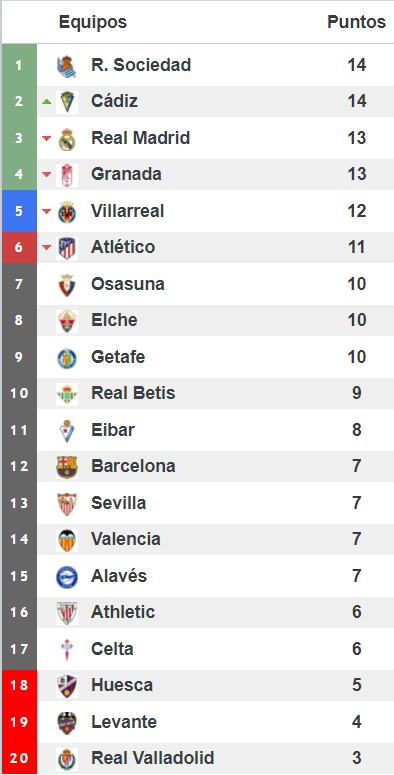 Equipos Puntos
1 R. Sociedad 14
2 Cádiz 14
3 Real Madrid 13
4 Granada 13
5 Villarreal 12
6 Atlético 11
7 Osasuna 10
8 Elche 10
9 Getafe 10
10 Real Betis 9
11 Eibar 8
12 Barcelona 7
13 Sevilla 7
14 Valencia 7
15 Alavés 7
16 Athletic 6
17 Celta 6
18 Huesca 5
19 Levante 4
20 Real Valladolid 3